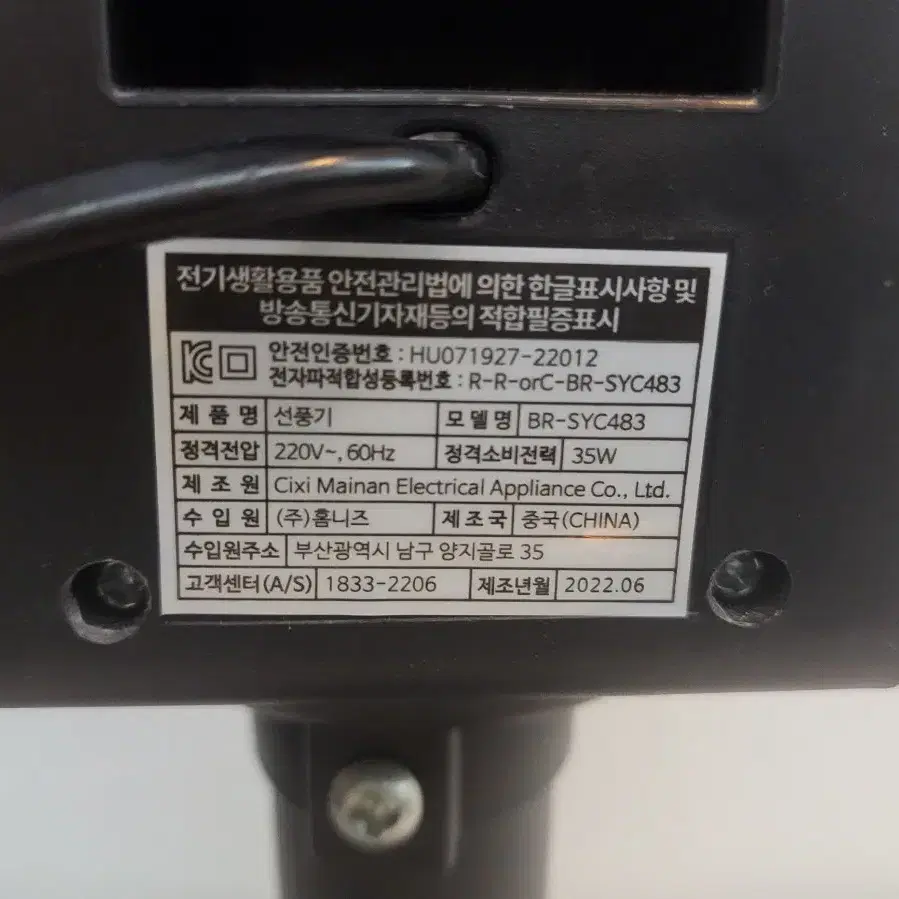 전기생활용품 안전관리법에 의한 한글표시사항 및
방송통신기자재등의 적합필증표시
안전인증번호 : HU071927-22012
전자파적합성등록번호 : R-R-orC-BR-SYC483
제품명 선풍기 모델명 BR-SYC483
정격전압 220V~, 60Hz 정격소비전력 35W
제조원 Cixi Mainan Electrical Appliance Co., Ltd.
수입원 (주)홈니즈 제조국 중국(CHINA)
수입원주소 부산광역시 남구 양지골로 35
고객센터(A/S) 1833-2206 제조년월 2022.06